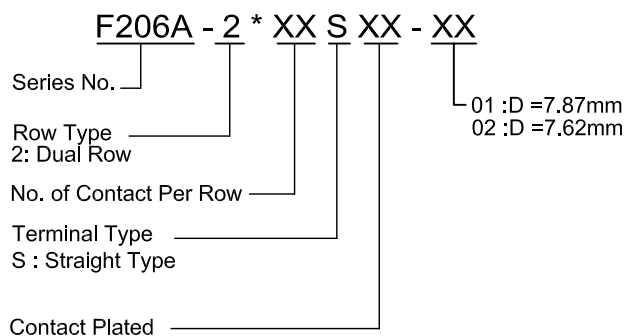 F206A - 2 * XX S XX - XX
Series No.
01 :D =7.87mm
02 :D =7.62mm
Row Type
2: Dual Row
No. of Contact Per Row
Terminal Type
S : Straight Type
Contact Plated